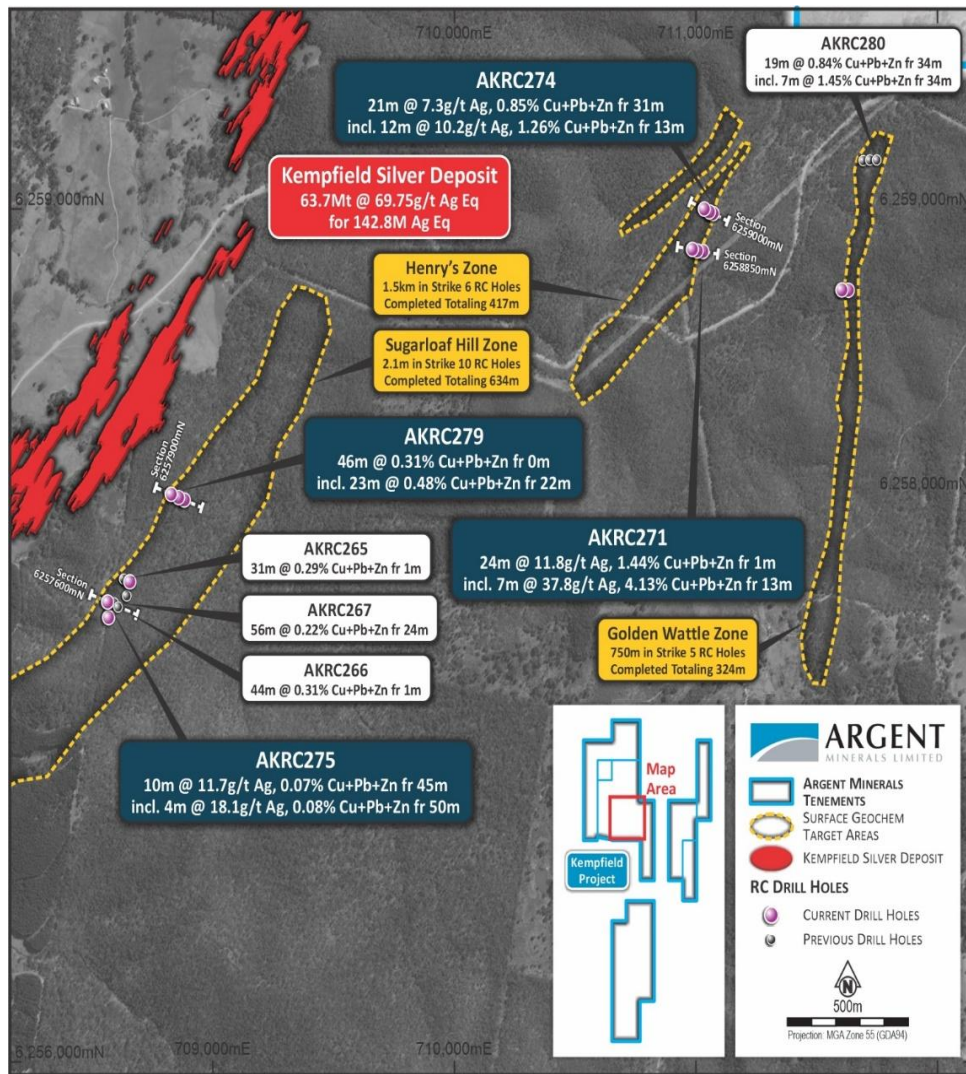 710,000mE
711,000mE
AKRC280
19m @ 0.84% Cu+Pb+Zn fr 34m
incl. 7m @ 1.45% Cu+Pb+Zn fr 34m
AKRC274
21m @ 7.3g/t Ag, 0.85% Cu+Pb+Zn fr 31m
incl. 12m @ 10.2g/t Ag, 1.26% Cu+Pb+Zn fr 13m
6,259,000mN
6,259,000mN
Kempfield Silver Deposit
63.7Mt @ 69.75g/t Ag Eq
for 142.8M Ag Eq
Section
6259000mN
Section
6258850mN
Henry's Zone
1.5km in Strike 6 RC Holes
Completed Totaling 417m
Sugarloaf Hill Zone
2.1m in Strike 10 RC Holes
Completed Totaling 634m
Section
6257900mN
AKRC279
46m @ 0.31% Cu+Pb+Zn fr 0m
incl. 23m @ 0.48% Cu+Pb+Zn fr 22m
6,258,000mN
AKRC271
24m @ 11.8g/t Ag, 1.44% Cu+Pb+Zn fr 1m
incl. 7m @ 37.8g/t Ag, 4.13% Cu+Pb+Zn fr 13m
AKRC265
31m @ 0.29% Cu+Pb+Zn fr 1m
Section
6257600mN
AKRC267
56m @ 0.22% Cu+Pb+Zn fr 24m
AKRC266
44m @ 0.31% Cu+Pb+Zn fr 1m
Golden Wattle Zone
750m in Strike 5 RC Holes
Completed Totaling 324m
AKRC275
10m @ 11.7g/t Ag, 0.07% Cu+Pb+Zn fr 45m
incl. 4m @ 18.1g/t Ag, 0.08% Cu+Pb+Zn fr 50m
Map
Area
Kempfield
Project
ARGENT
MINERALS LIMITED
ARGENT MINERALS
TENEMENTS
SURFACE GEOCHEM
TARGET AREAS
KEMPFIELD SILVER DEPOSIT
RC DRILL HOLES
CURRENT DRILL HOLES
PREVIOUS DRILL HOLES
N
500m
Projection: MGA Zone 55 (GDA94)
6,256,000mN
709,000mE
710,000mE